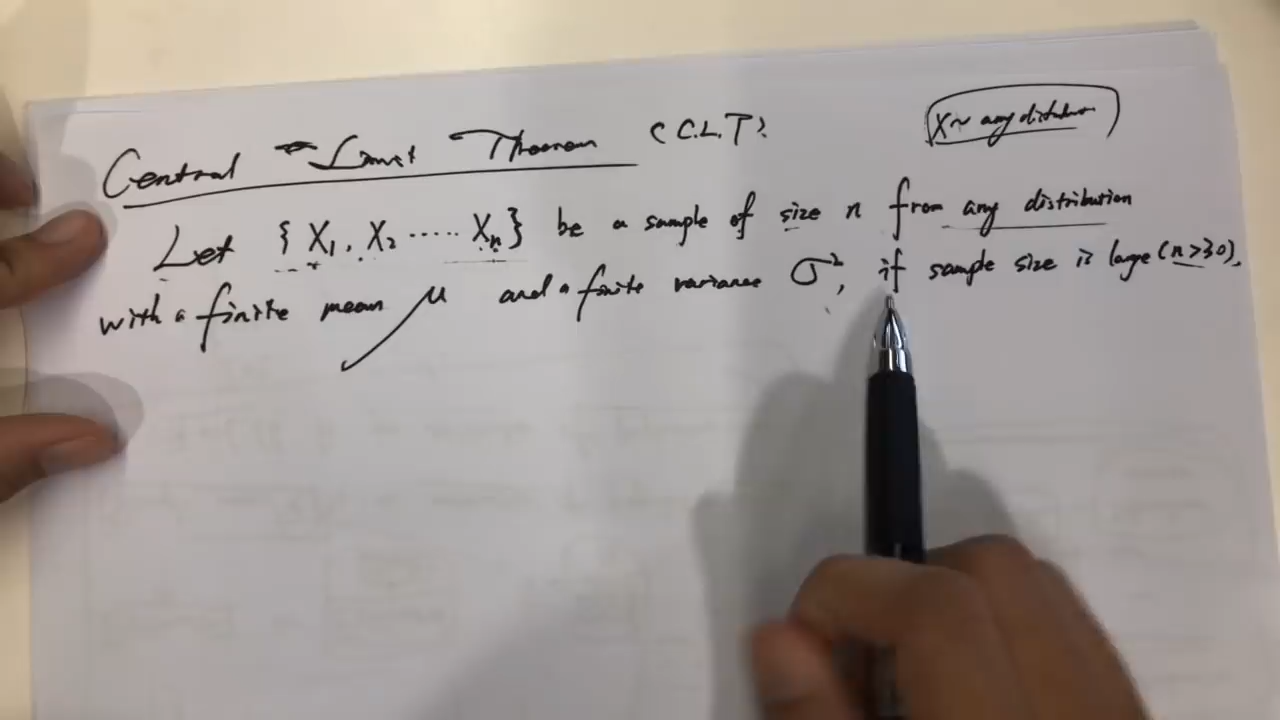 Central Limit Theorem (C.L.T).
X~ any distribution
Let {X₁, X₂ ····· Xₙ} be a sample of size n from any distribution
with a finite mean μ and a finite variance σ², if sample size is large (n>30),